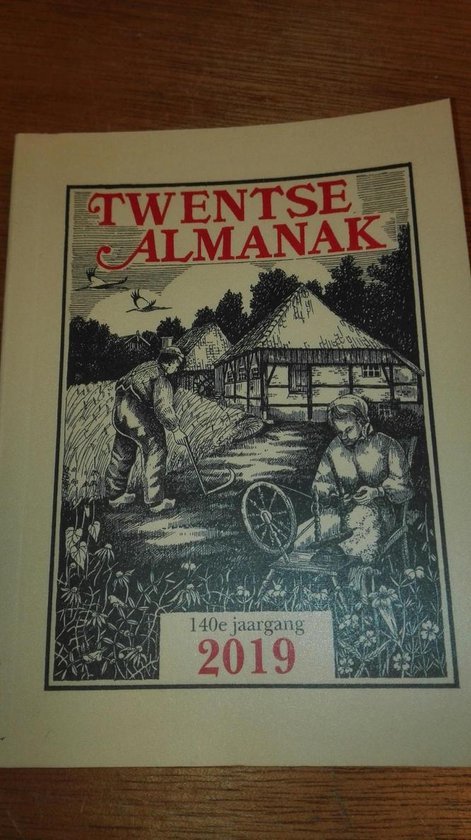 TWENTSE
ALMANAK
140e jaargang
2019